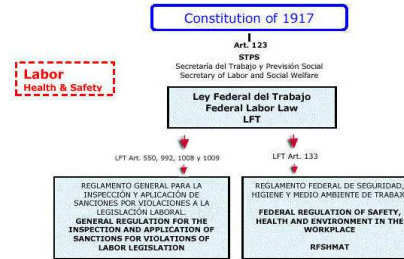 Constitution of 1917
Art. 123
STPS
Secretaría del Trabajo y Previsión Social
Secretary of Labor and Social Welfare
Labor
Health & Safety
Ley Federal del Trabajo
Federal Labor Law
LFT
LFT Art. 550, 992, 1008 y 1009
LFT Art. 133
REGLAMENTO GENERAL PARA LA
INSPECCIÓN Y APLICACIÓN DE
SANCIONES POR VIOLACIONES A LA
LEGISLACIÓN LABORAL.
GENERAL REGULATION FOR THE
INSPECTION AND APPLICATION OF
SANCTIONS FOR VIOLATIONS OF
LABOR LEGISLATION
REGLAMENTO FEDERAL DE SEGURIDAD,
HIGIENE Y MEDIO AMBIENTE DE TRABAJO
FEDERAL REGULATION OF SAFETY,
HEALTH AND ENVIRONMENT IN THE
WORKPLACE
RFSHMAT